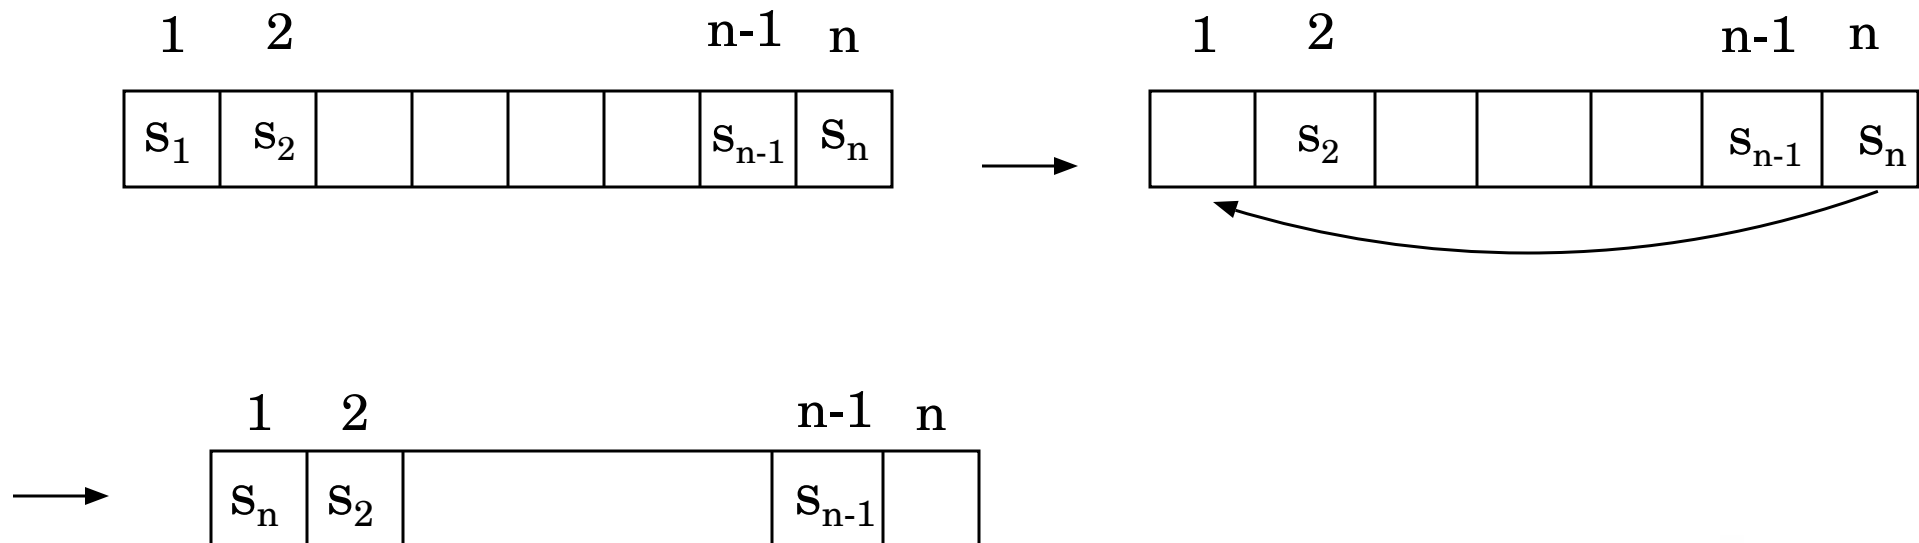 1 2 n-1 n
s₁ s₂ sₙ₋₁ sₙ
1 2 n-1 n
s₂ sₙ₋₁ sₙ
1 2 n-1 n
sₙ s₂ sₙ₋₁